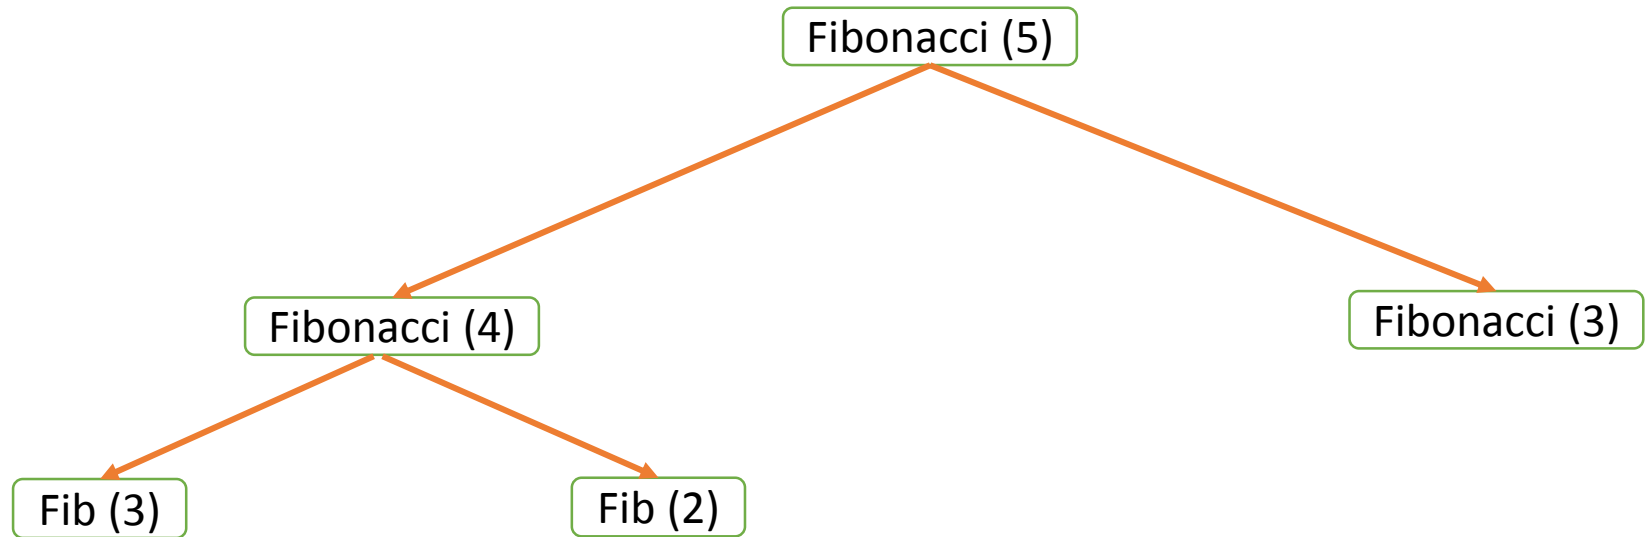 Fibonacci (5)
Fibonacci (4)
Fibonacci (3)
Fib (3)
Fib (2)